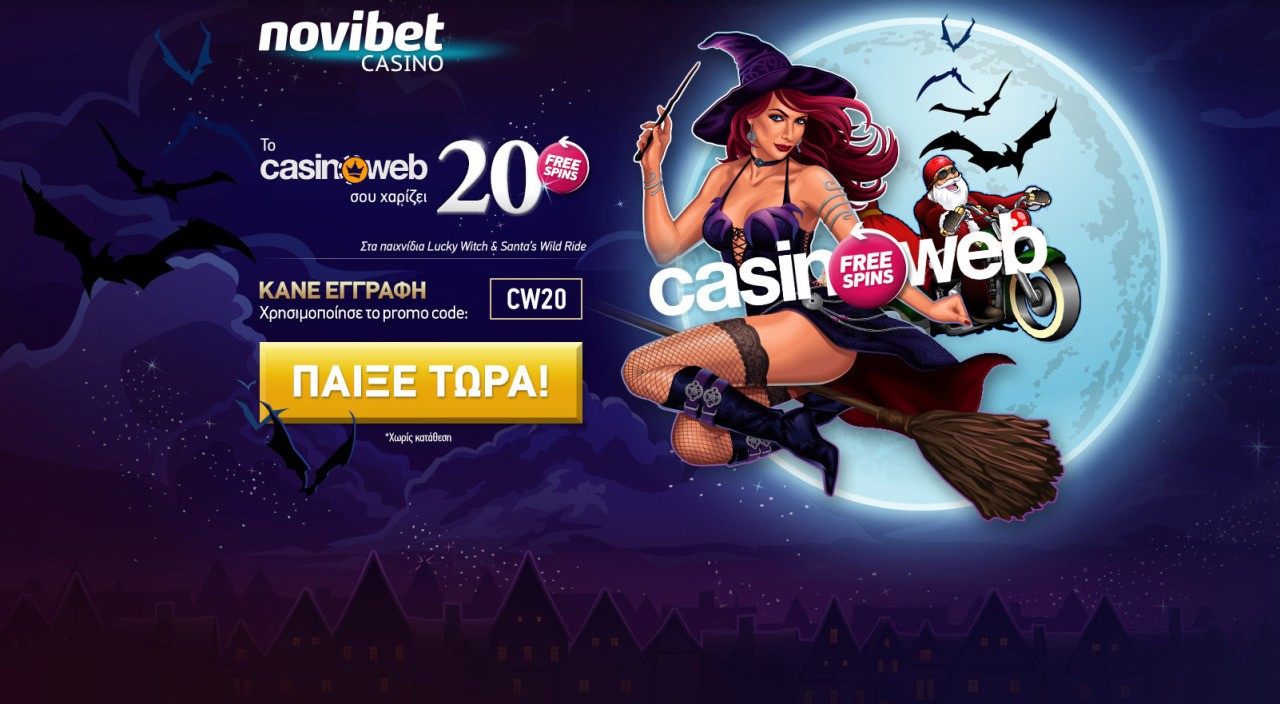 novibet
CASINO
Το
casinoweb
σου χαρίζει
20
FREE
SPINS
Στα παιχνίδια Lucky Witch & Santa's Wild Ride
ΚΑΝΕ ΕΓΓΡΑΦΗ
Χρησιμοποίησε το promo code:
CW20
ΠΑΙΞΕ ΤΩΡΑ!
*Χωρίς κατάθεση
casin web
FREE
SPINS